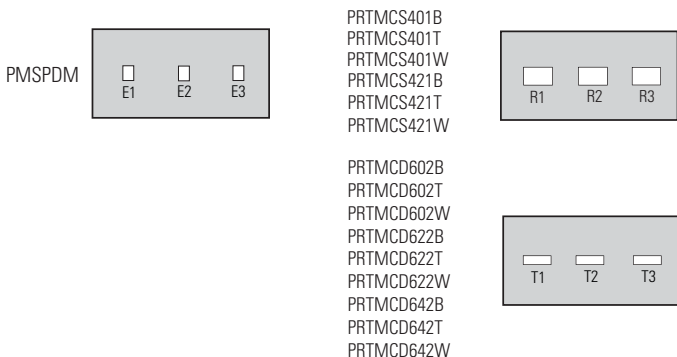 PMSPDM
E1 E2 E3
PRTMCS401B
PRTMCS401T
PRTMCS401W
PRTMCS421B
PRTMCS421T
PRTMCS421W
R1 R2 R3
PRTMCD602B
PRTMCD602T
PRTMCD602W
PRTMCD622B
PRTMCD622T
PRTMCD622W
PRTMCD642B
PRTMCD642T
PRTMCD642W
T1 T2 T3